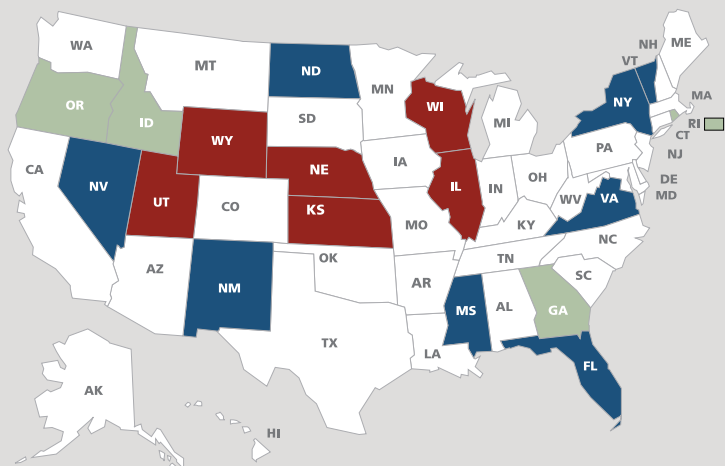 WA
MT
ND
MN
NH
VT
ME
OR
ID
SD
WI
NY
MA
RI
CT
WY
MI
CA
NV
NE
IA
PA
NJ
UT
CO
KS
IL
IN
OH
WV
VA
DE
MD
MO
KY
AZ
NM
OK
AR
TN
NC
SC
MS
AL
GA
TX
LA
FL
AK
HI